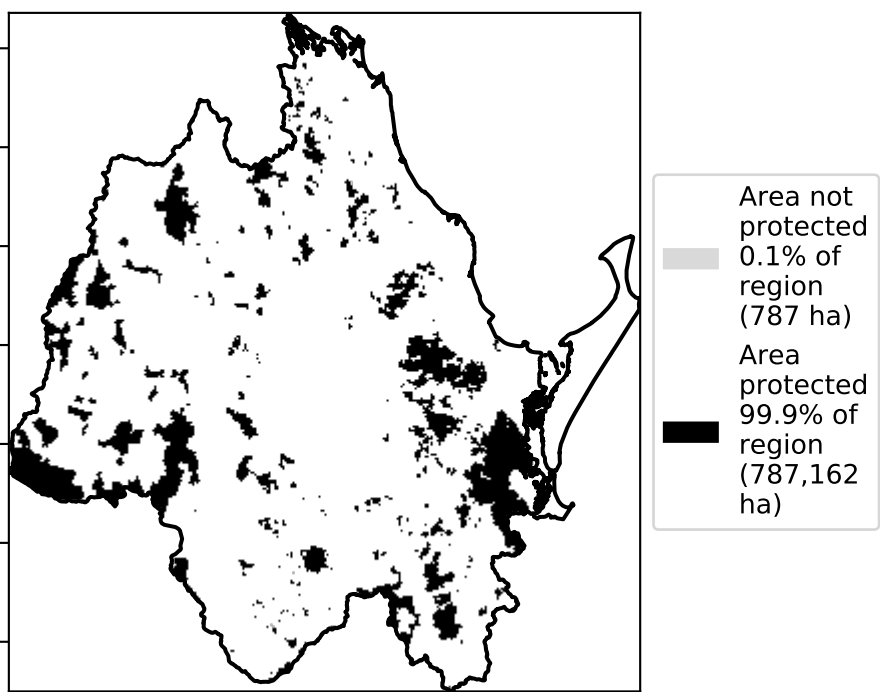 Area not
protected
0.1% of
region
(787 ha)
Area
protected
99.9% of
region
(787,162
ha)